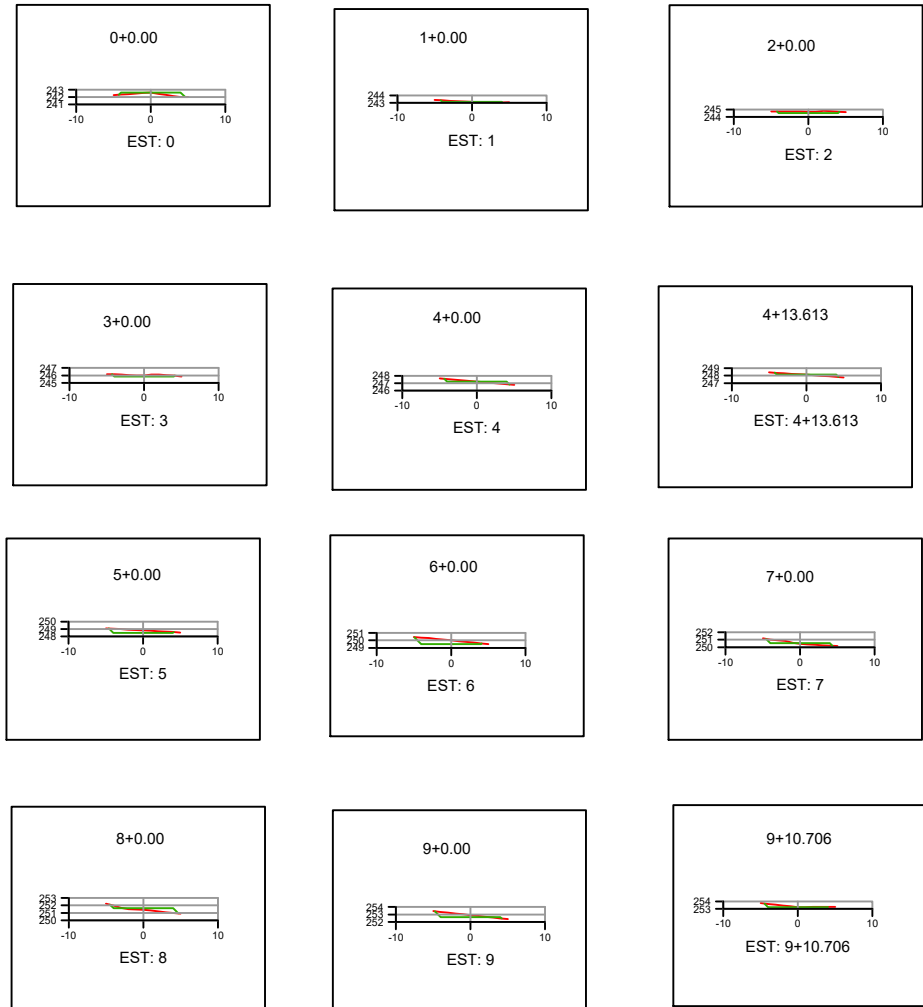 0+0.00
243
242
241
-10 0 10
EST: 0
1+0.00
244
243
-10 0 10
EST: 1
2+0.00
245
244
-10 0 10
EST: 2
3+0.00
247
246
245
-10 0 10
EST: 3
4+0.00
248
247
246
-10 0 10
EST: 4
4+13.613
249
248
247
-10 0 10
EST: 4+13.613
5+0.00
250
249
248
-10 0 10
EST: 5
6+0.00
251
250
249
-10 0 10
EST: 6
7+0.00
252
251
250
-10 0 10
EST: 7
8+0.00
253
252
251
250
-10 0 10
EST: 8
9+0.00
254
253
252
-10 0 10
EST: 9
9+10.706
254
253
-10 0 10
EST: 9+10.706